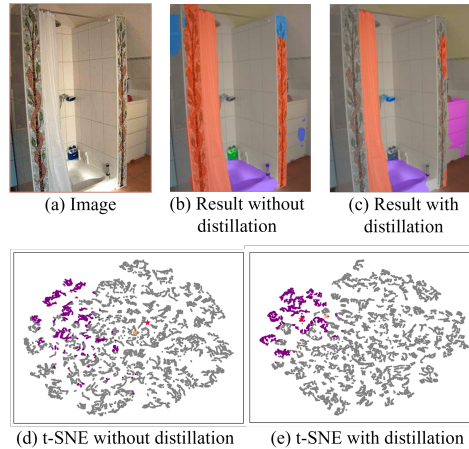 (a) Image
(b) Result without
distillation
(c) Result with
distillation
(d) t-SNE without distillation
(e) t-SNE with distillation